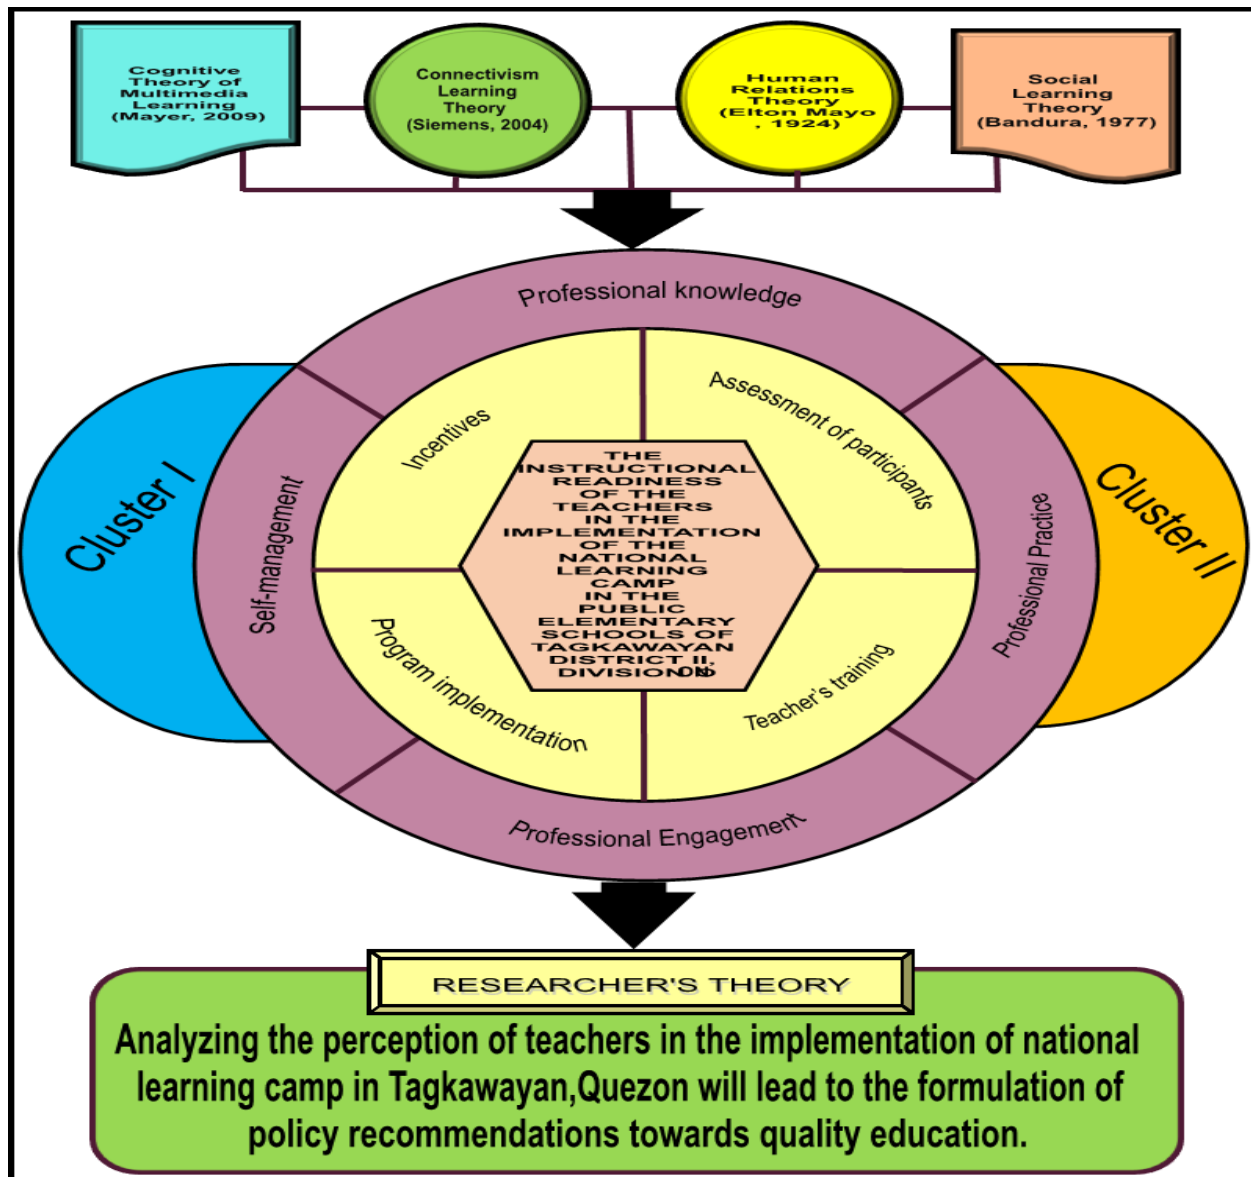 Cognitive
Theory of
Multimedia
Learning
(Mayer, 2009)
Connectivism
Learning
Theory
(Siemens, 2004)
Human
Relations
Theory
(Elton Mayo
, 1924)
Social
Learning
Theory
(Bandura, 1977)
Professional knowledge
Incentives
Assessment of participants
Cluster I
Self-management
THE
INSTRUCTIONAL
READINESS
OF THE
TEACHERS
IN THE
IMPLEMENTATION
OF THE
NATIONAL
LEARNING
CAMP
IN THE
PUBLIC
ELEMENTARY
SCHOOLS OF
TAGKAWAYAN
DISTRICT II,
DIVISION
Professional Practice
Cluster II
Program implementation
Teacher's training
Professional Engagement
RESEARCHER'S THEORY
Analyzing the perception of teachers in the implementation of national
learning camp in Tagkawayan,Quezon will lead to the formulation of
policy recommendations towards quality education.